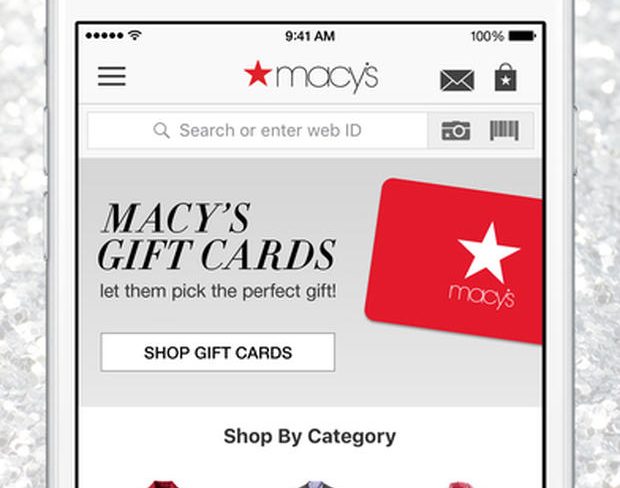 9:41 AM
100%
macy's
Search or enter web ID
MACY'S
GIFT CARDS
let them pick the perfect gift!
macy's
SHOP GIFT CARDS
Shop By Category